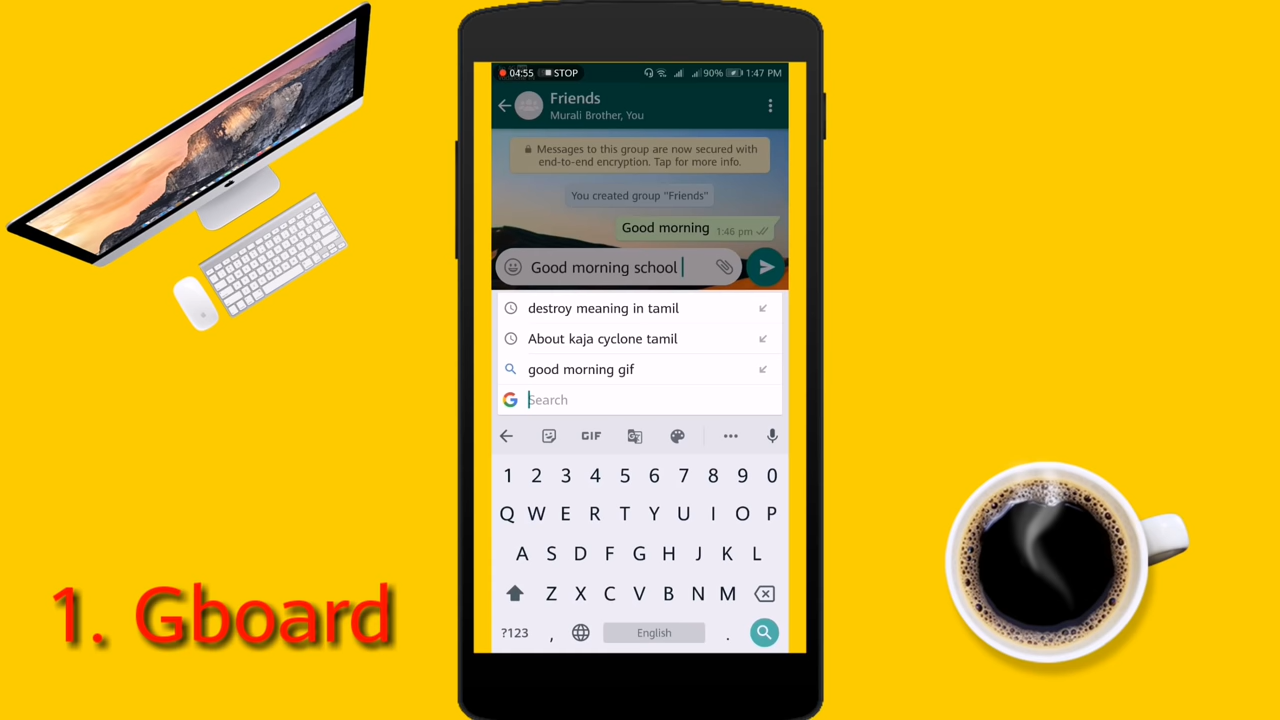 04:55 STOP 90% 1:47 PM
Friends
Murali Brother, You
Messages to this group are now secured with
end-to-end encryption. Tap for more info.
You created group "Friends"
Good morning 1:46 pm
Good morning school
destroy meaning in tamil
About kaja cyclone tamil
good morning gif
Search
GIF
1 2 3 4 5 6 7 8 9 0
Q W E R T Y U I O P
A S D F G H J K L
Z X C V B N M
?123 , English .
1. Gboard